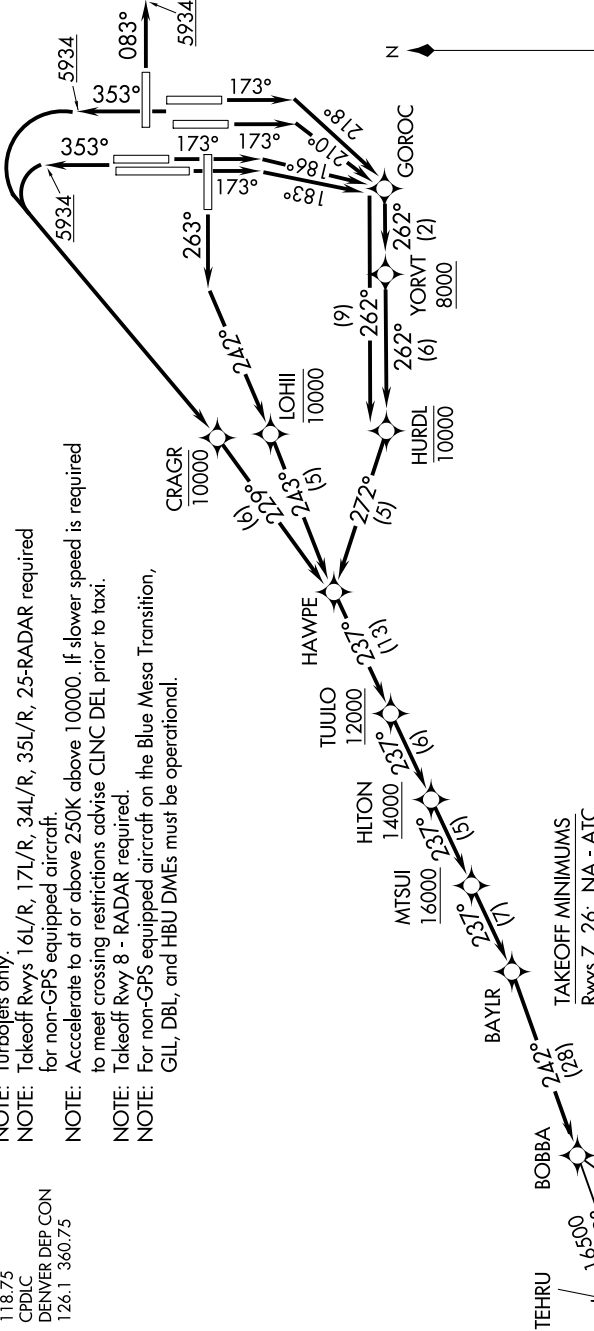 118.75
CPDLC
DENVER DEP CON
126.1 360.75
NOTE: Turbojets only.
NOTE: Takeoff Rwys 16L/R, 17L/R, 34L/R, 35L/R, 25-RADAR required
for non-GPS equipped aircraft.
NOTE: Acccelerate to at or above 250K above 10000. If slower speed is required
to meet crossing restrictions advise CLNC DEL prior to taxi.
NOTE: Takeoff Rwy 8 - RADAR required.
NOTE: For non-GPS equipped aircraft on the Blue Mesa Transition,
GLL, DBL, and HBU DMEs must be operational.
5934
083°
5934
353°
173°
218°
353°
173°
173°
210°
186°
5934
173°
183°
263°
GOROC
N
262°
(2)
YORVT
8000
(9)
262°
262°
(6)
242°
LOHII
10000
HURDL
10000
CRAGR
10000
229°
(6)
243°
(5)
272°
(5)
HAWPE
237°
(13)
TUULO
12000
237°
(6)
HLTON
14000
237°
(5)
MTSUI
16000
237°
(7)
BAYLR
242°
(28)
BOBBA
16500
TEHRU
TAKEOFF MINIMUMS
Rwys 7, 26: NA - ATC